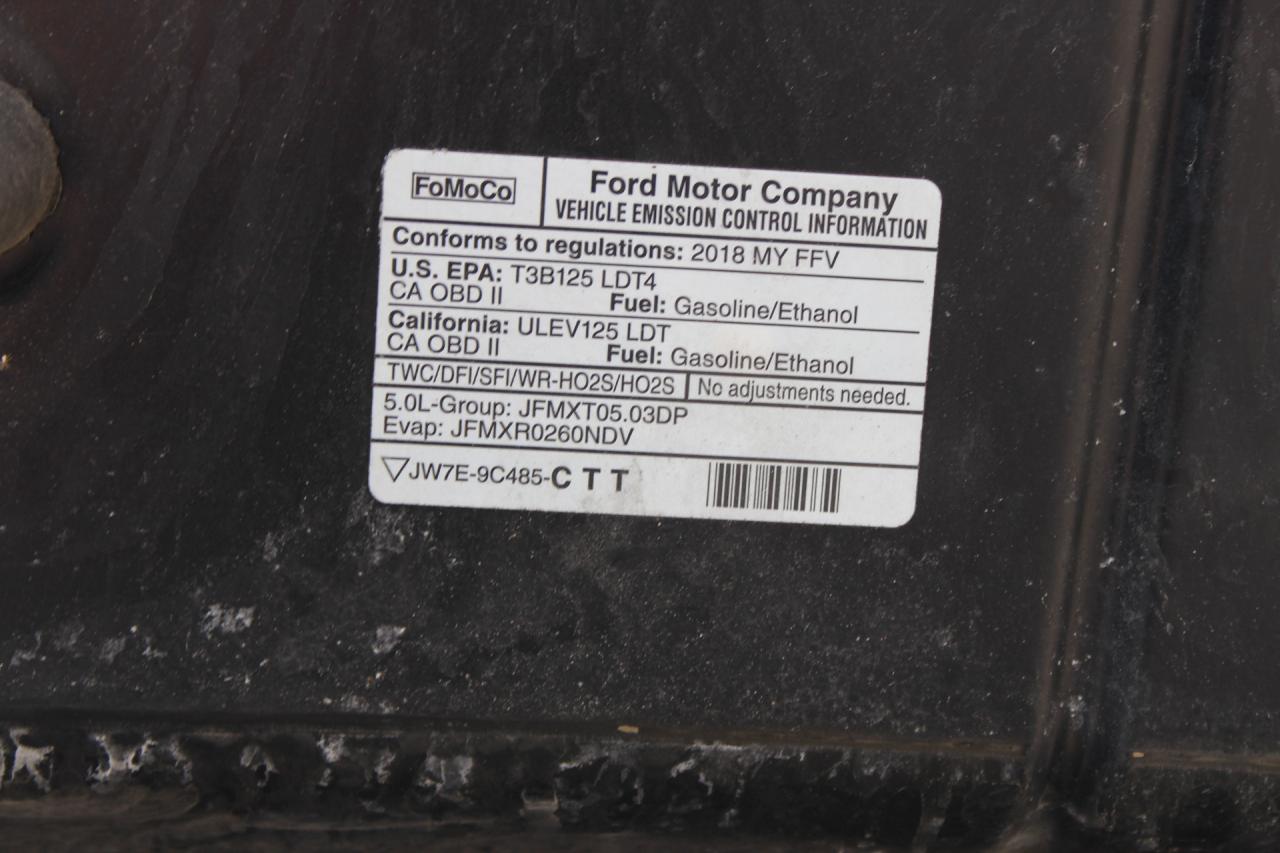 FoMoCo
Ford Motor Company
VEHICLE EMISSION CONTROL INFORMATION
Conforms to regulations: 2018 MY FFV
U.S. EPA: T3B125 LDT4
CA OBD II Fuel: Gasoline/Ethanol
California: ULEV125 LDT
CA OBD II Fuel: Gasoline/Ethanol
TWC/DFI/SFI/WR-HO2S/HO2S No adjustments needed.
5.0L-Group: JFMXT05.03DP
Evap: JFMXR0260NDV
▽JW7E-9C485-C T T